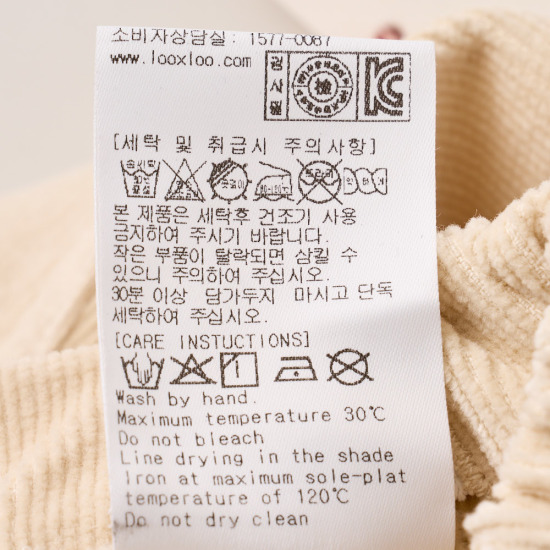 소비자상담실: 1577-0087
www.looxloo.com
검사필
[세탁 및 취급시 주의사항]
본 제품은 세탁후 건조기 사용
금지하여 주시기 바랍니다.
작은 부품이 탈락되면 삼킬 수
있으니 주의하여 주십시오.
30분 이상 담가두지 마시고 단독
세탁하여 주십시오.
[CARE INSTUCTIONS]
Wash by hand.
Maximum temperature 30℃
Do not bleach
Line drying in the shade
Iron at maximum sole-plat
temperature of 120℃
Do not dry clean